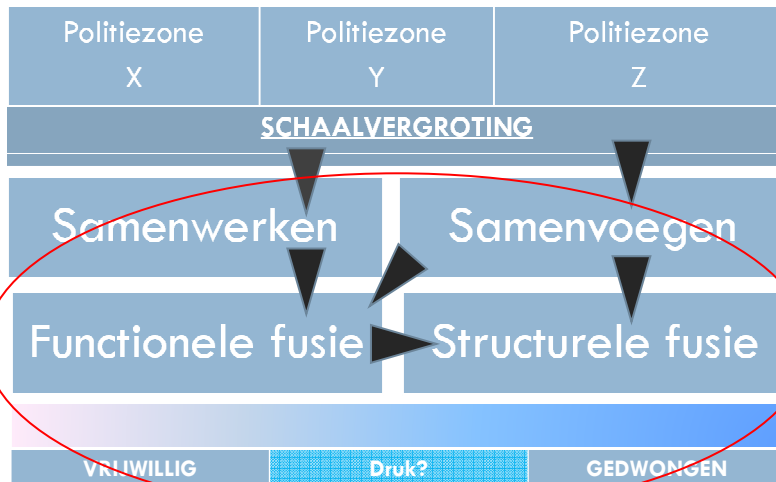 Politiezone Politiezone Politiezone
X Y Z
SCHAALVERGROTING
Samenwerken Samenvoegen
Functionele fusie Structurele fusie
VRIJWILLIG Druk? GEDWONGEN